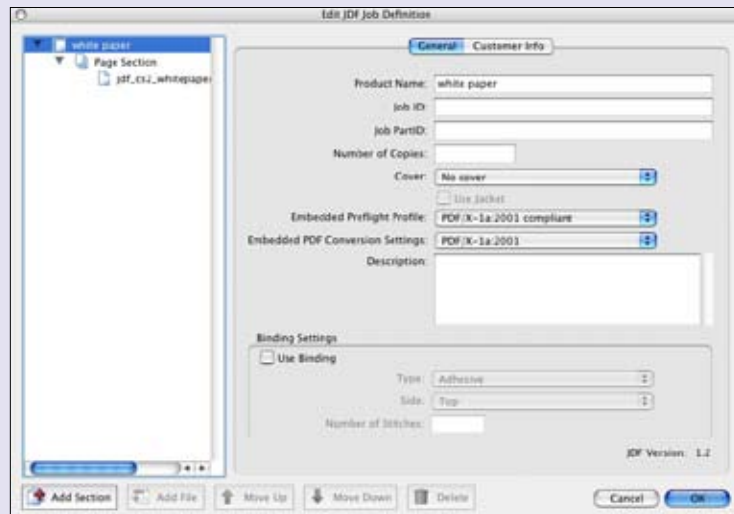 Edit JDF Job Definition
white paper
Page Section
jdf_cs2_whitepaper
General
Customer Info
Product Name: white paper
Job ID:
Job PartID:
Number of Copies:
Cover: No cover
Use Jacket
Embedded Preflight Profile: PDF/X-1a:2001 compliant
Embedded PDF Conversion Settings: PDF/X-1a:2001
Description:
Binding Settings
Use Binding
Type: Adhesive
Side: Top
Number of Stitches:
JDF Version: 1.2
Add Section
Add File
Move Up
Move Down
Delete
Cancel
OK